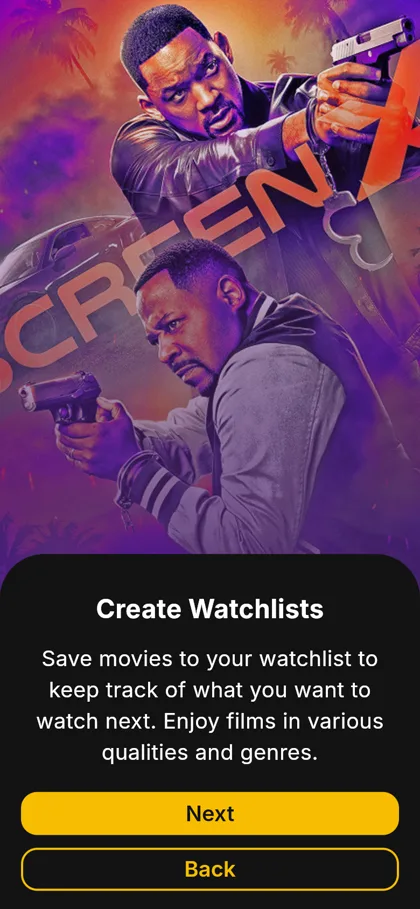 SCREENX
Create Watchlists
Save movies to your watchlist to
keep track of what you want to
watch next. Enjoy films in various
qualities and genres.
Next
Back